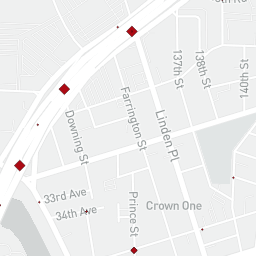 137th St
138th St
140th St
Farrington St
Linden Pl
Downing St
33rd Ave
34th Ave
Prince St
Crown One